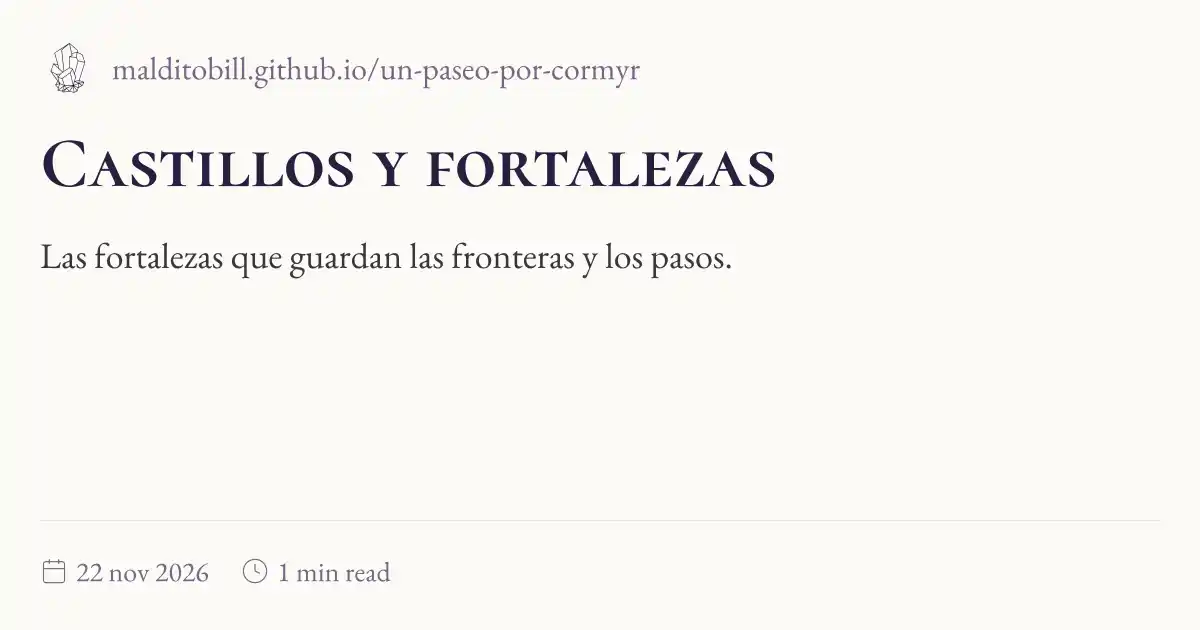 malditobill.github.io/un-paseo-por-cormyr
Castillos y fortalezas
Las fortalezas que guardan las fronteras y los pasos.
22 nov 2026 1 min read